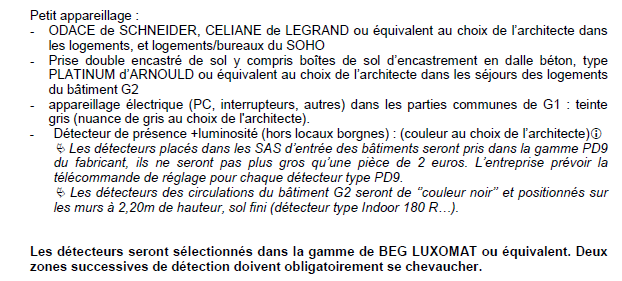 Petit appareillage :
- ODACE de SCHNEIDER, CELIANE de LEGRAND ou équivalent au choix de l'architecte dans
les logements, et logements/bureaux du SOHO
- Prise double encastré de sol y compris boîtes de sol d'encastrement en dalle béton, type
PLATINUM d'ARNOULD ou équivalent au choix de l'architecte dans les séjours des logements
du bâtiment G2
- appareillage électrique (PC, interrupteurs, autres) dans les parties communes de G1 : teinte
gris (nuance de gris au choix de l'architecte).
- Détecteur de présence +luminosité (hors locaux borgnes) : (couleur au choix de l'architecte)🛈
↪ Les détecteurs placés dans les SAS d'entrée des bâtiments seront pris dans la gamme PD9
du fabricant, ils ne seront pas plus gros qu'une pièce de 2 euros. L'entreprise prévoir la
télécommande de réglage pour chaque détecteur type PD9.
↪ Les détecteurs des circulations du bâtiment G2 seront de "couleur noir" et positionnés sur
les murs à 2,20m de hauteur, sol fini (détecteur type Indoor 180 R…).
Les détecteurs seront sélectionnés dans la gamme de BEG LUXOMAT ou équivalent. Deux
zones successives de détection doivent obligatoirement se chevaucher.